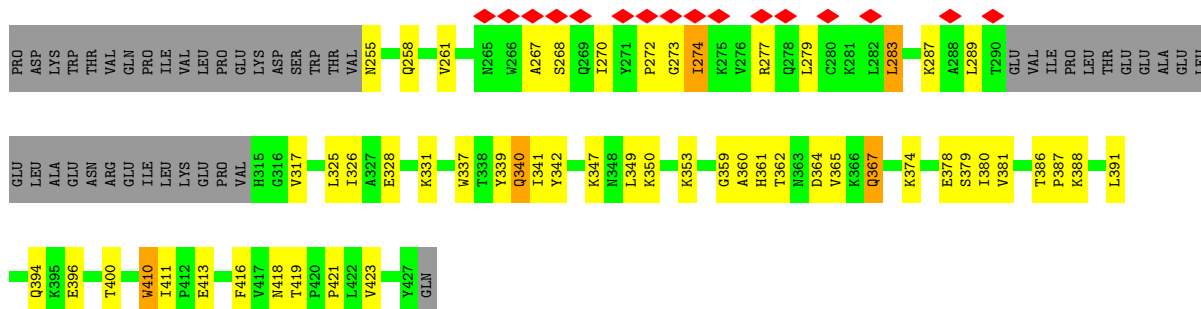 PRO ASP LYS TRP THR VAL GLN PRO ILE VAL LEU PRO GLU LYS ASP SER TRP THR VAL N255 Q258 V261 N265 W266 A267 S268 Q269 I270 Y271 P272 G273 I274 K275 V276 R277 Q278 L279 C280 K281 L282 L283 K287 A288 L289 T290 GLU VAL ILE PRO LEU THR GLU GLU ALA GLU LEU
GLU LEU ALA GLU ASN ARG GLU ILE LEU LYS GLU PRO VAL H315 G316 V317 L325 I326 A327 E328 K331 W337 T338 Y339 Q340 I341 Y342 K347 N348 L349 K350 K353 G359 A360 H361 T362 N363 D364 V365 K366 Q367 K374 E378 S379 I380 V381 T386 P387 K388 L391
Q394 K395 E396 T400 W410 I411 P412 E413 F416 V417 N418 T419 P420 P421 L422 V423 Y427 GLN